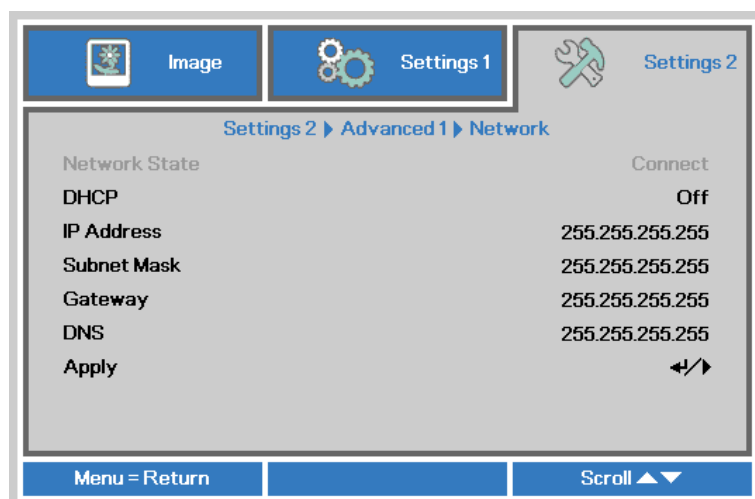 Image Settings 1 Settings 2
Settings 2 Advanced 1 Network
Network State Connect
DHCP Off
IP Address 255.255.255.255
Subnet Mask 255.255.255.255
Gateway 255.255.255.255
DNS 255.255.255.255
Apply ↵/▶
Menu = Return Scroll ▲▼